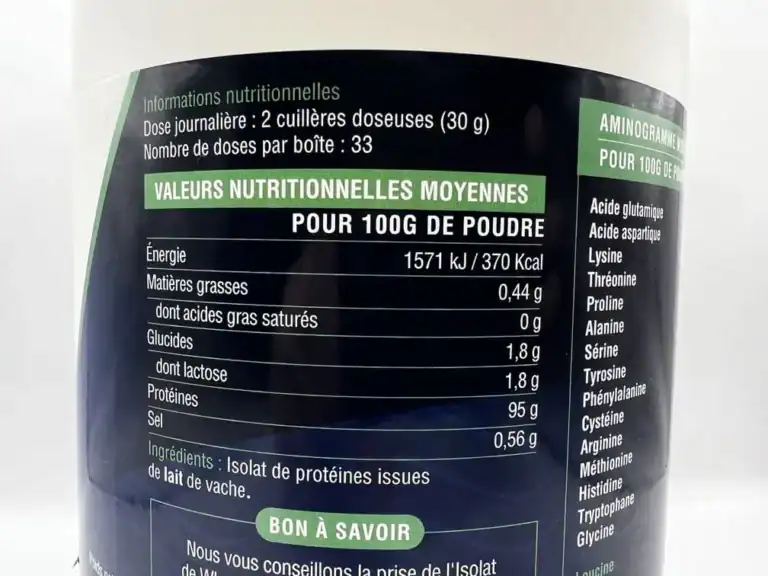 Informations nutritionnelles
Dose journalière : 2 cuillères doseuses (30 g)
Nombre de doses par boîte : 33
VALEURS NUTRITIONNELLES MOYENNES
POUR 100G DE POUDRE
Énergie 1571 kJ / 370 Kcal
Matières grasses 0,44 g
dont acides gras saturés 0 g
Glucides 1,8 g
dont lactose 1,8 g
Protéines 95 g
Sel 0,56 g
Ingrédients : Isolat de protéines issues
de lait de vache.
BON À SAVOIR
Nous vous conseillons la prise de l'Isolat
AMINOGRAMME
POUR 100G DE
Acide glutamique
Acide aspartique
Lysine
Thréonine
Proline
Alanine
Sérine
Tyrosine
Phénylalanine
Cystéine
Arginine
Méthionine
Histidine
Tryptophane
Glycine
Leucine